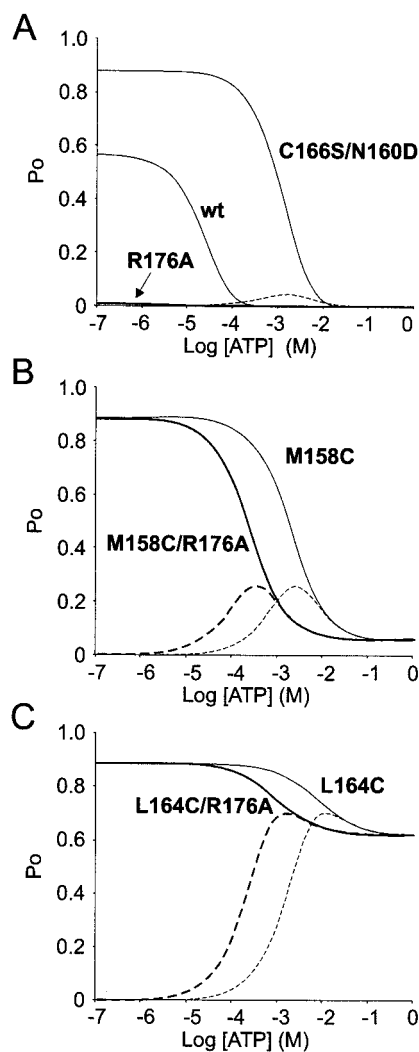 A
1.0
0.8
0.6
0.4
0.2
0
Po
C166S/N160D
wt
R176A
-7 -6 -5 -4 -3 -2 -1 0
Log [ATP] (M)
B
1.0
0.8
0.6
0.4
0.2
0
Po
M158C
M158C/R176A
-7 -6 -5 -4 -3 -2 -1 0
Log [ATP] (M)
C
1.0
0.8
0.6
0.4
0.2
0
Po
L164C
L164C/R176A
-7 -6 -5 -4 -3 -2 -1 0
Log [ATP] (M)